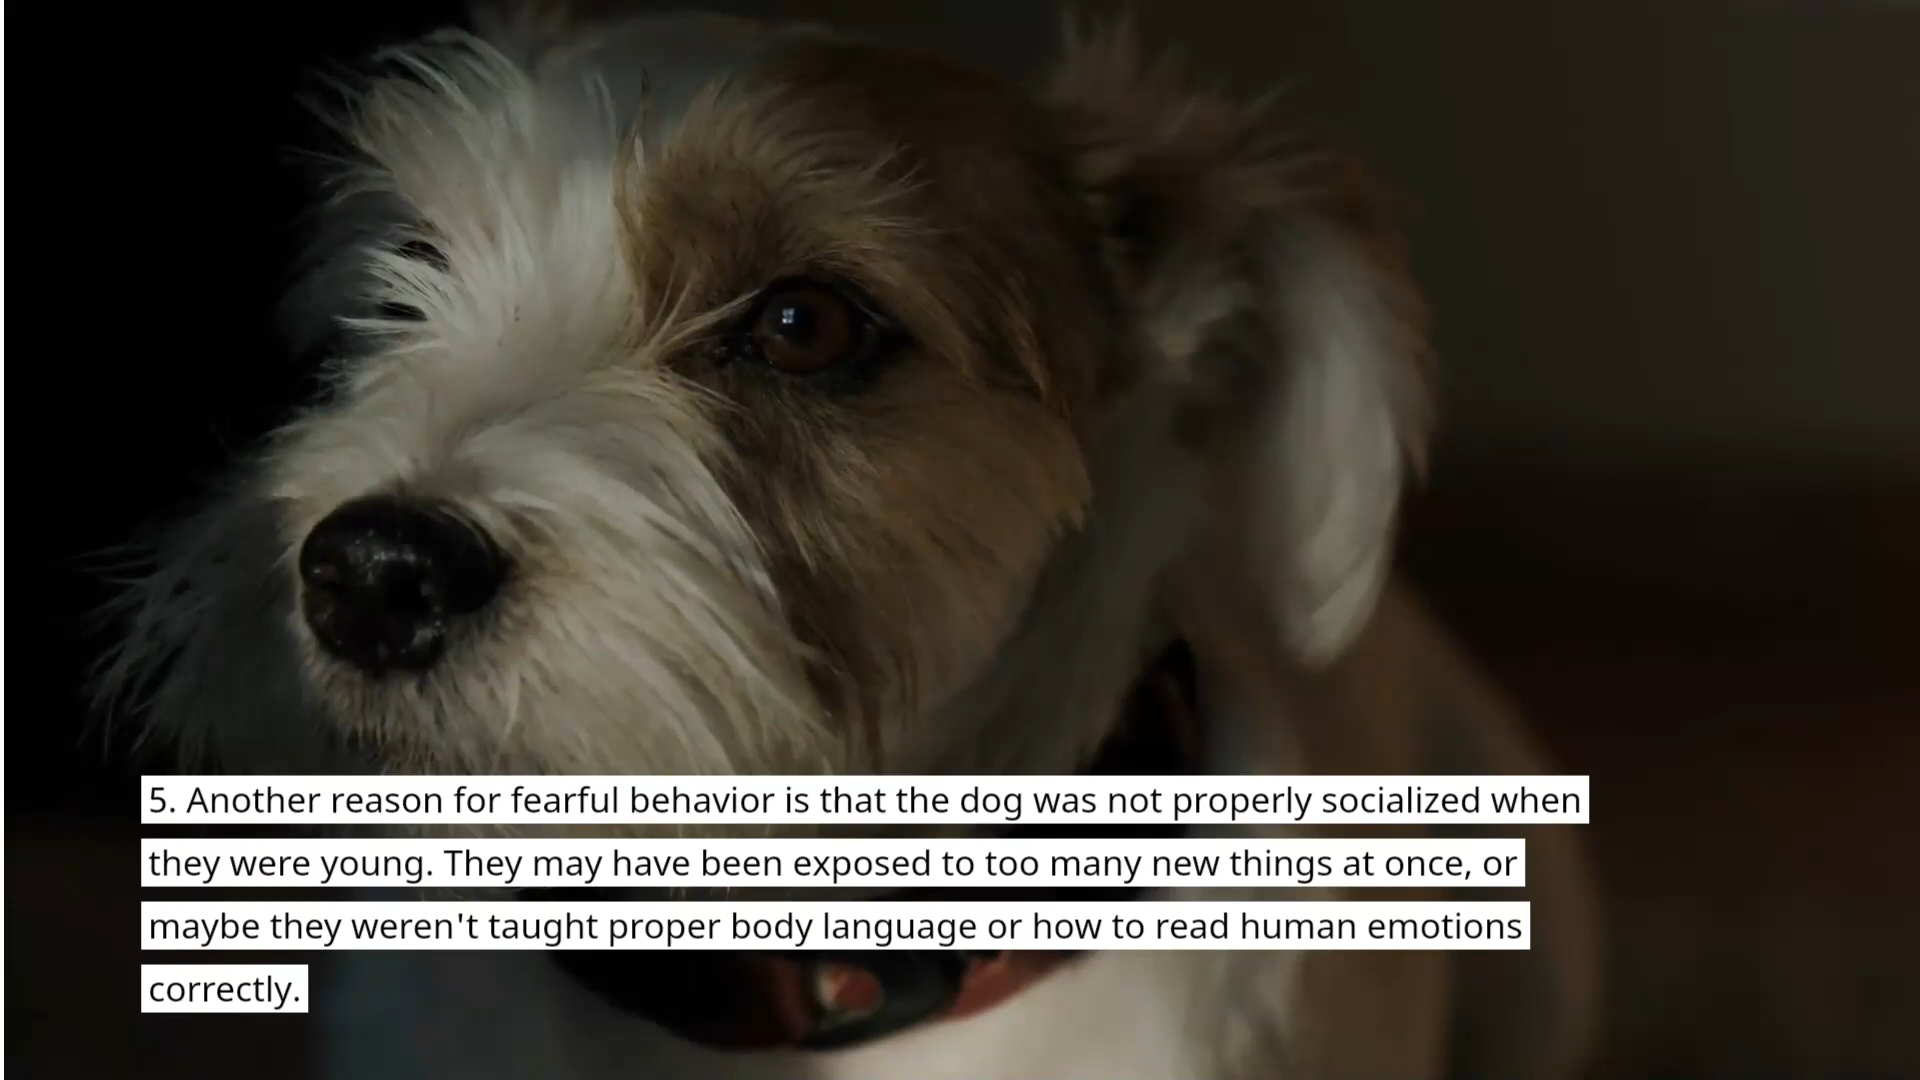 5. Another reason for fearful behavior is that the dog was not properly socialized when
they were young. They may have been exposed to too many new things at once, or
maybe they weren't taught proper body language or how to read human emotions
correctly.